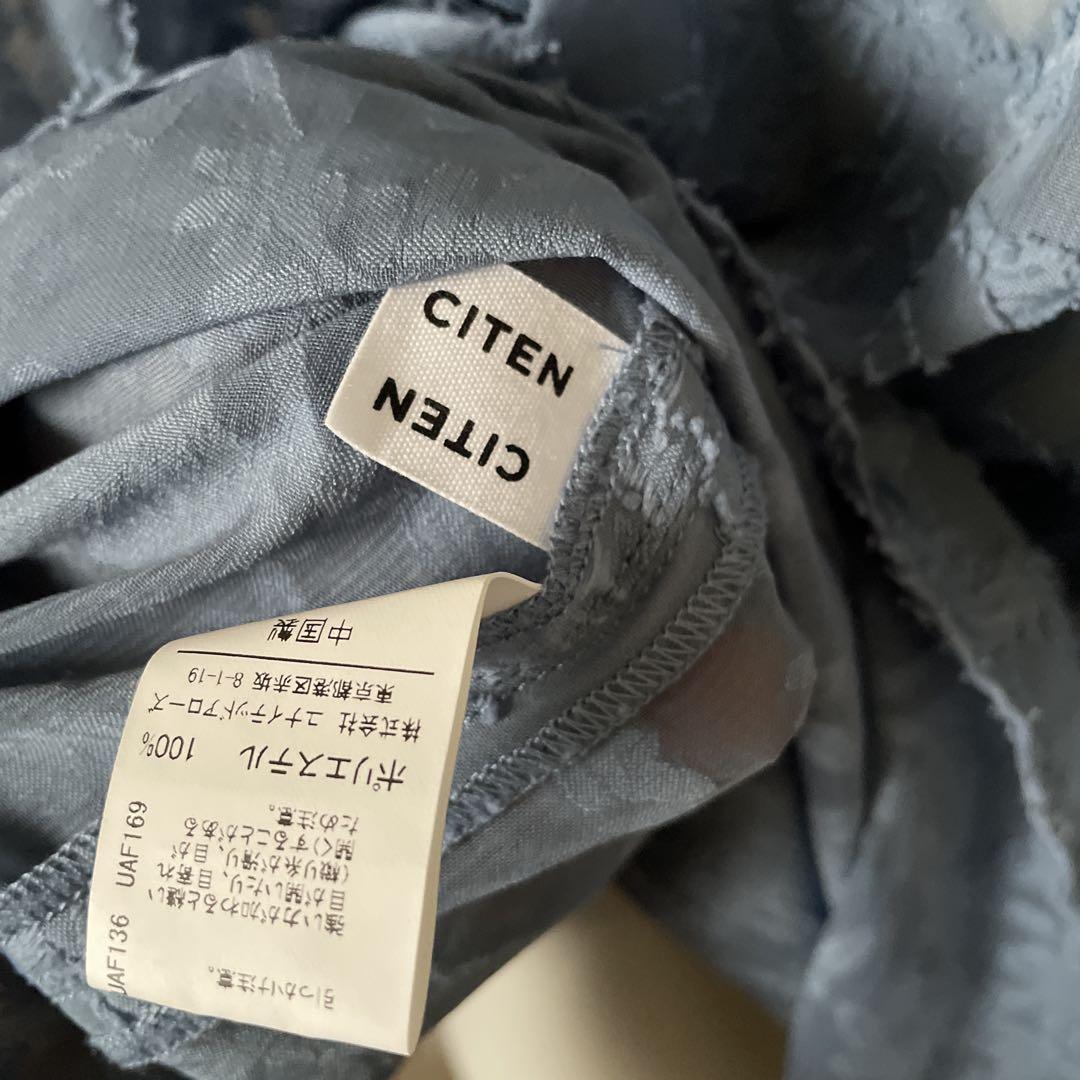 CITEN
CITEN
引っかけ注意。
強い力が加わると縫い
目が開いたり、目寄れ
(織り糸が滑り、目が
開く)することがある
ため注意。
ポリエステル 100%
株式会社 ユナイテッドアローズ
東京都港区赤坂 8-1-19
中国製
UAF136 UAF169